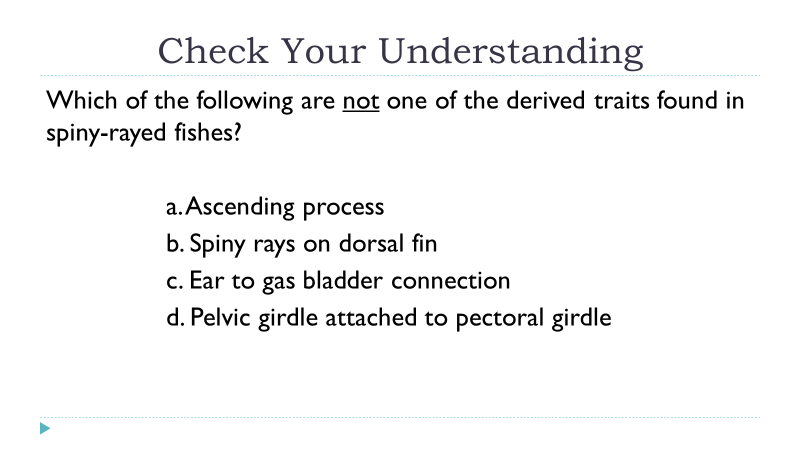 Check Your Understanding
Which of the following are not one of the derived traits found in
spiny-rayed fishes?
a. Ascending process
b. Spiny rays on dorsal fin
c. Ear to gas bladder connection
d. Pelvic girdle attached to pectoral girdle